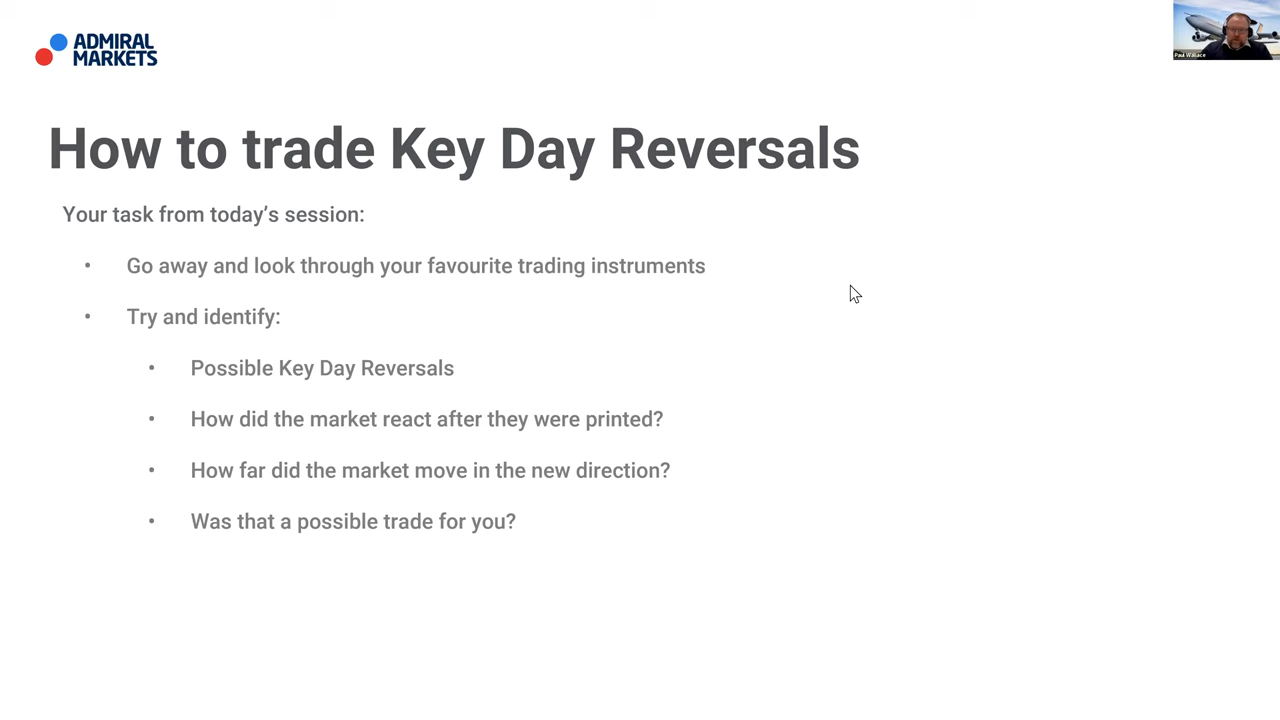 ADMIRAL
MARKETS
Paul Wallace
How to trade Key Day Reversals
Your task from today’s session:
• Go away and look through your favourite trading instruments
• Try and identify:
• Possible Key Day Reversals
• How did the market react after they were printed?
• How far did the market move in the new direction?
• Was that a possible trade for you?